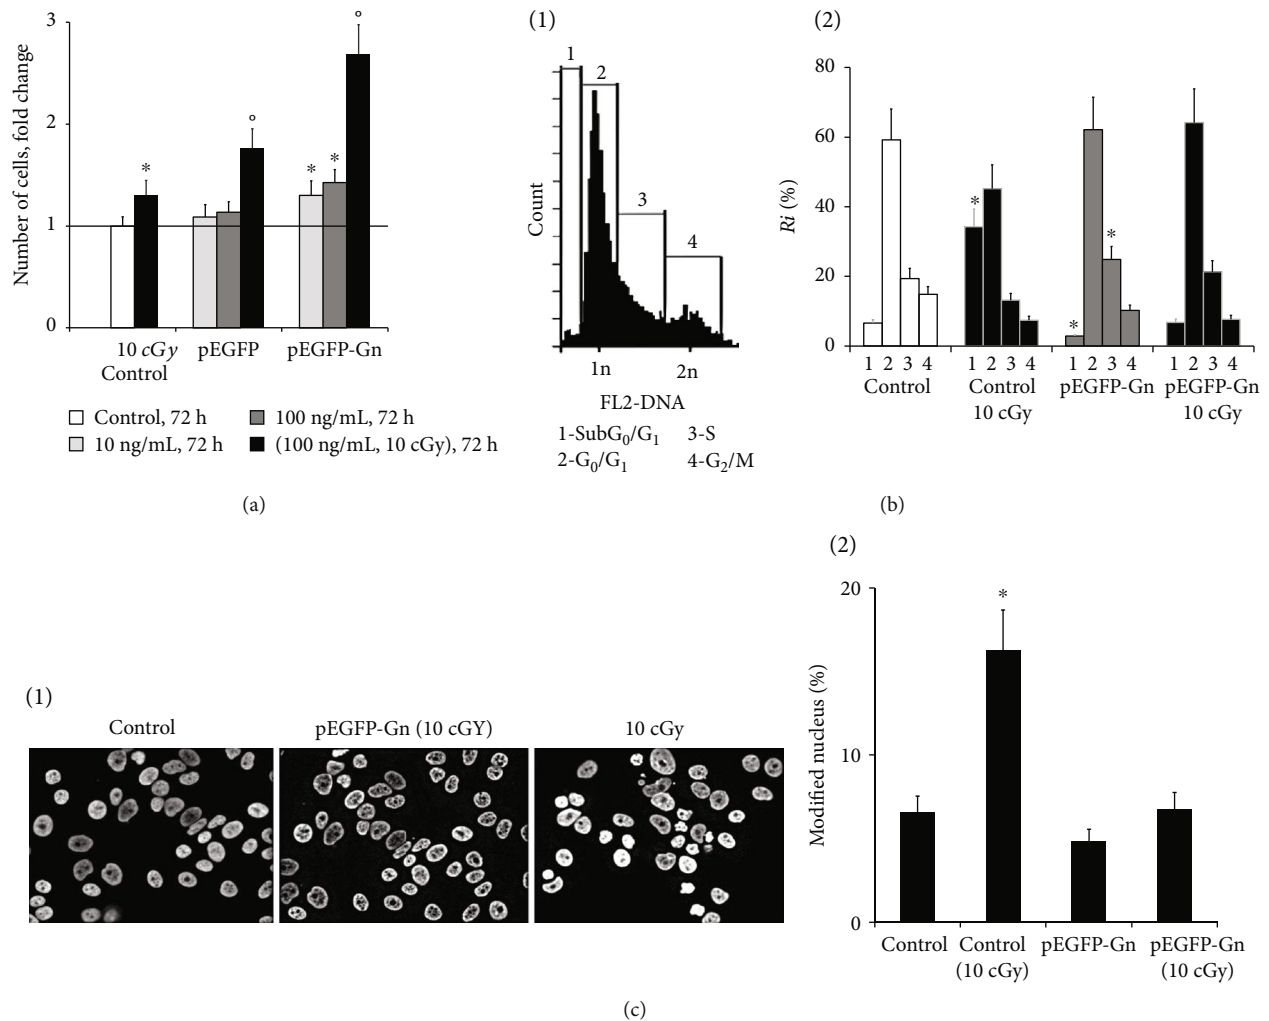 3
2
1
0
Number of cells, fold change
*
°
* *
°
10 cGy
Control
pEGFP
pEGFP-Gn
Control, 72 h
100 ng/mL, 72 h
10 ng/mL, 72 h
(100 ng/mL, 10 cGy), 72 h
(a)
(1)
1
2
3
4
Count
1n
2n
FL2-DNA
1-SubG₀/G₁
3-S
2-G₀/G₁
4-G₂/M
(2)
80
60
40
20
0
Ri (%)
*
*
*
1 2 3 4
1 2 3 4
1 2 3 4
1 2 3 4
Control
Control
10 cGy
pEGFP-Gn
pEGFP-Gn
10 cGy
(b)
(1)
Control
pEGFP-Gn (10 cGY)
10 cGy
(2)
20
10
0
Modified nucleus (%)
*
Control
Control
(10 cGy)
pEGFP-Gn
pEGFP-Gn
(10 cGy)
(c)